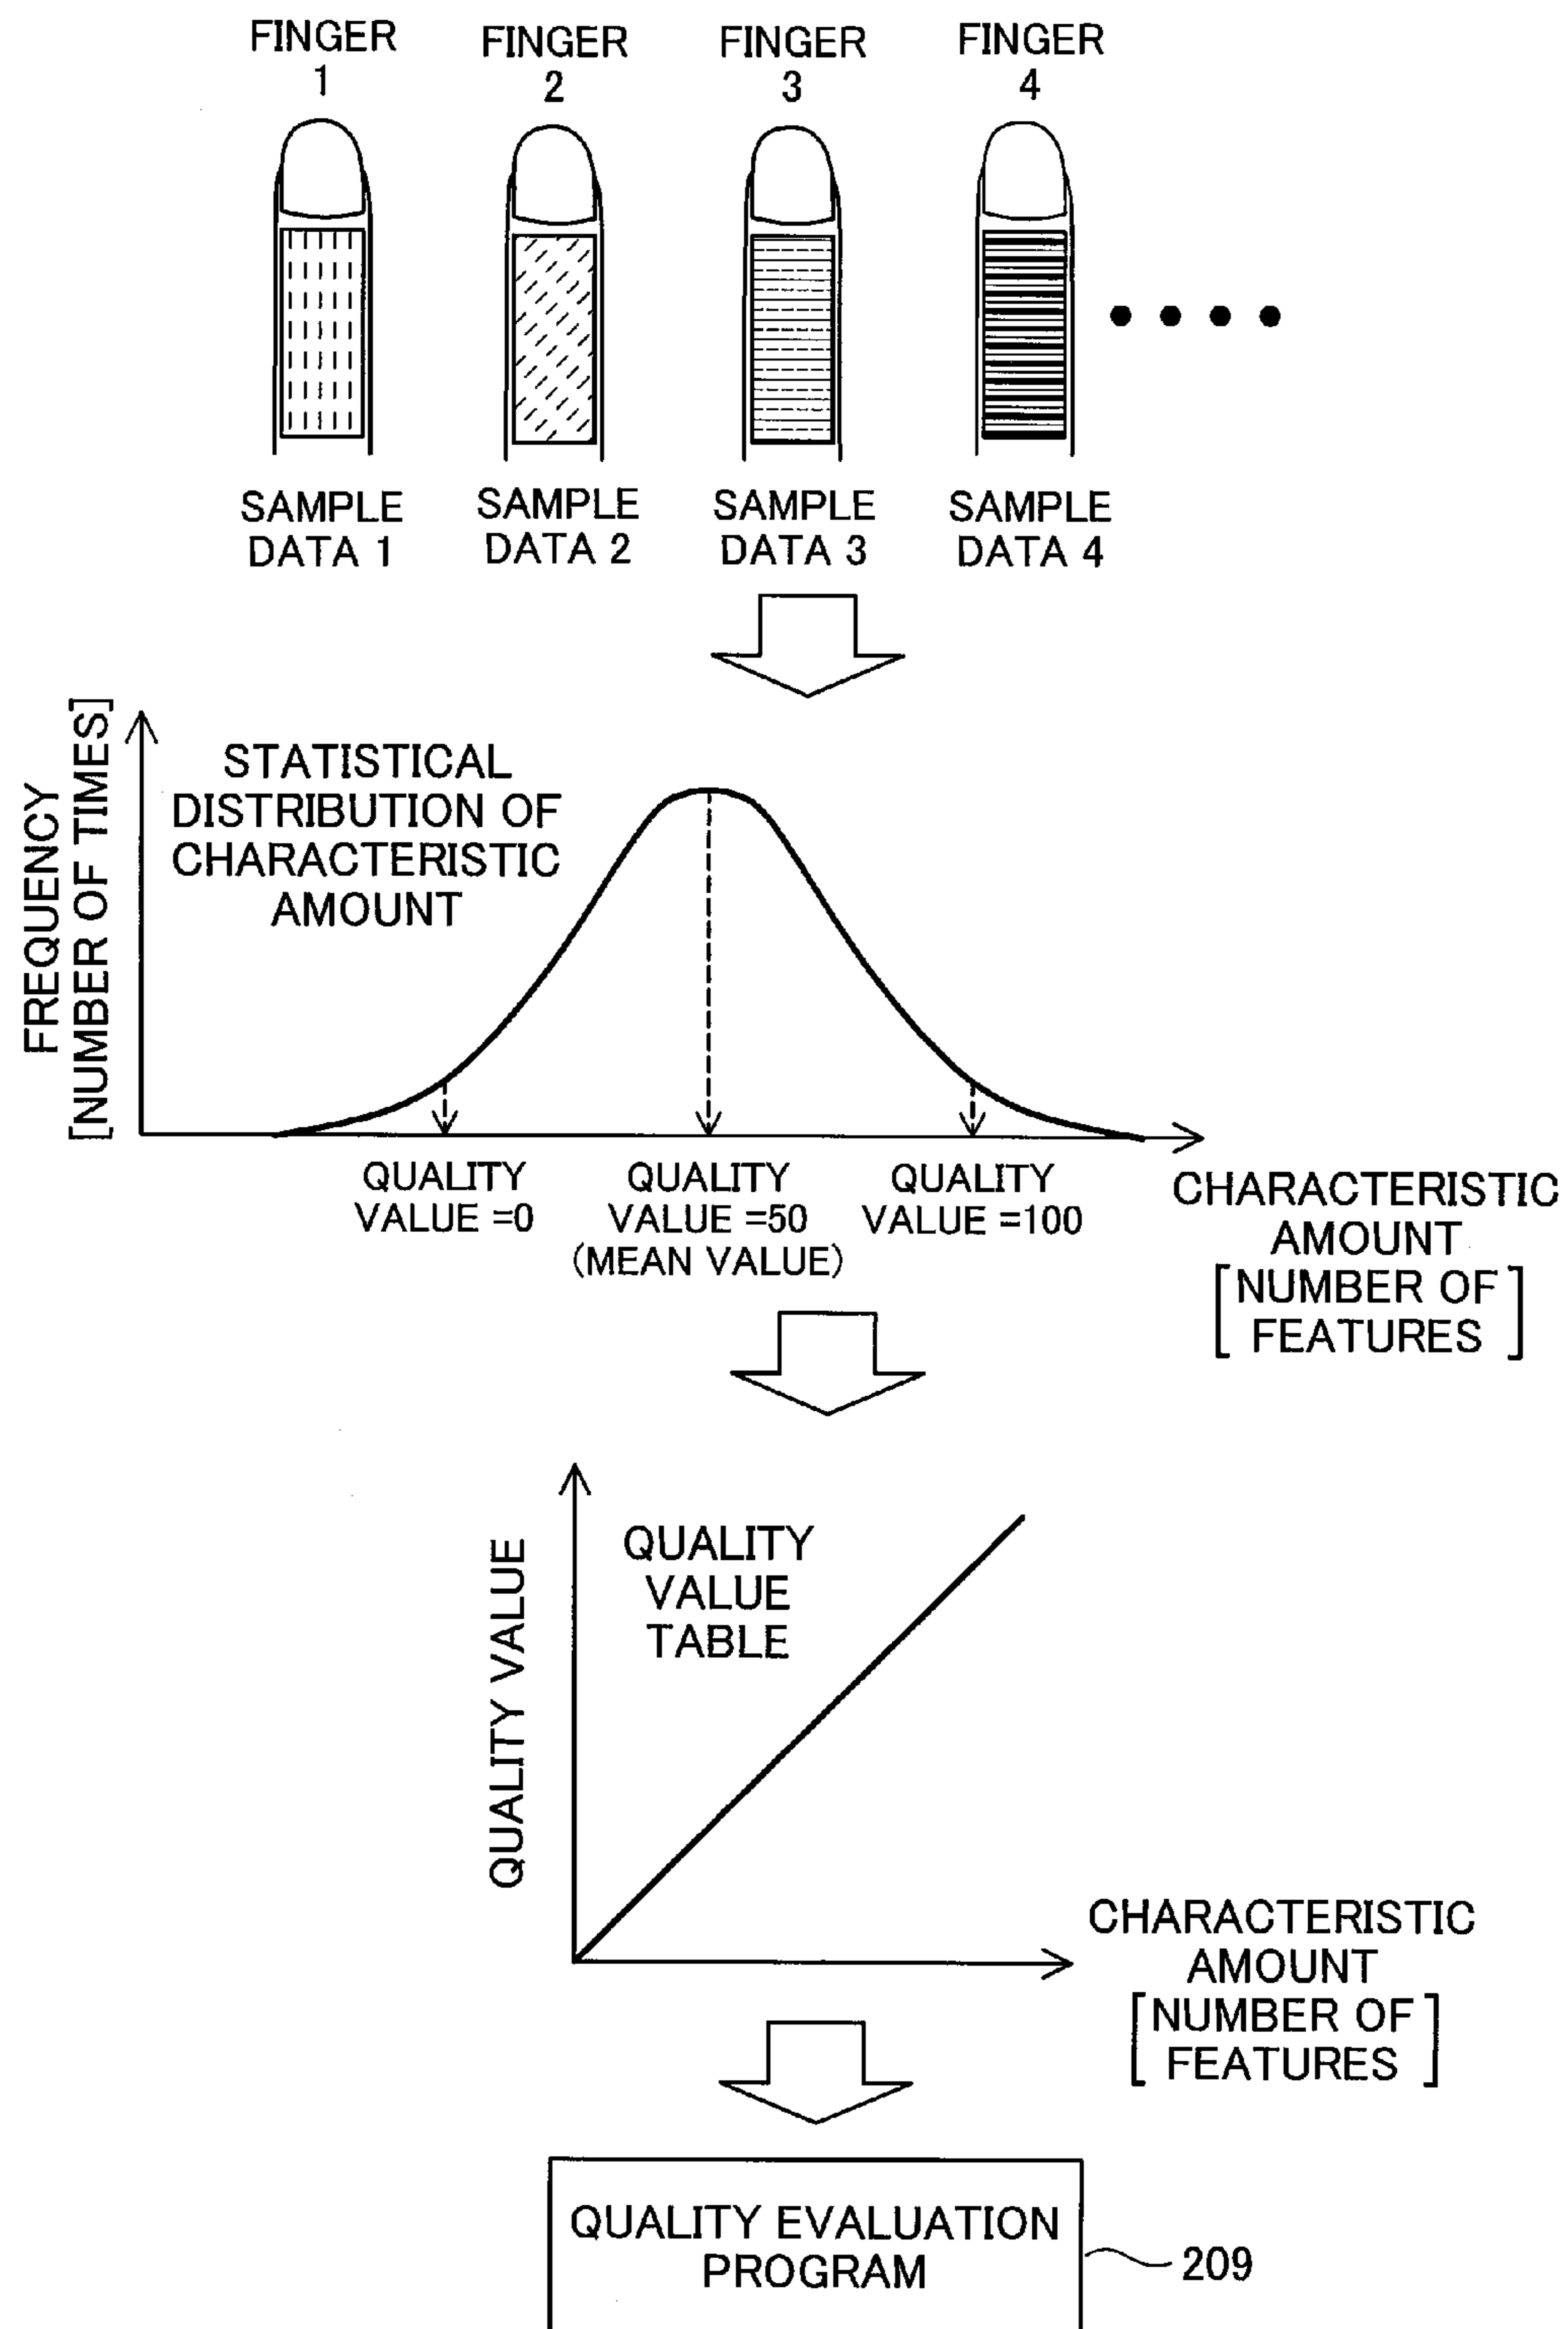 FINGER
1
FINGER
2
FINGER
3
FINGER
4
SAMPLE
DATA 1
SAMPLE
DATA 2
SAMPLE
DATA 3
SAMPLE
DATA 4
FREQUENCY
[NUMBER OF TIMES]
STATISTICAL
DISTRIBUTION OF
CHARACTERISTIC
AMOUNT
QUALITY
VALUE =0
QUALITY
VALUE =50
(MEAN VALUE)
QUALITY
VALUE =100
CHARACTERISTIC
AMOUNT
[NUMBER OF
FEATURES]
QUALITY VALUE
QUALITY
VALUE
TABLE
CHARACTERISTIC
AMOUNT
[NUMBER OF
FEATURES]
QUALITY EVALUATION
PROGRAM
209